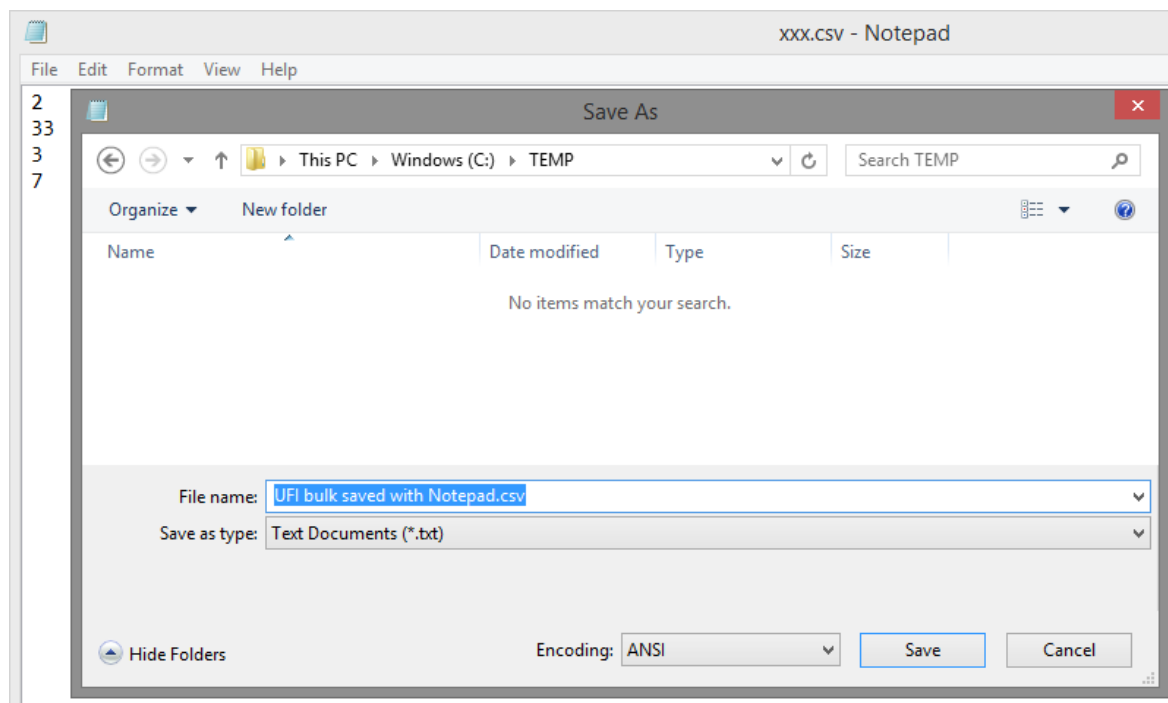 xxx.csv - Notepad
File Edit Format View Help
2
33
3
7
Save As
This PC Windows (C:) TEMP Search TEMP
Organize New folder
Name Date modified Type Size
No items match your search.
File name: UFI bulk saved with Notepad.csv
Save as type: Text Documents (*.txt)
Hide Folders Encoding: ANSI Save Cancel